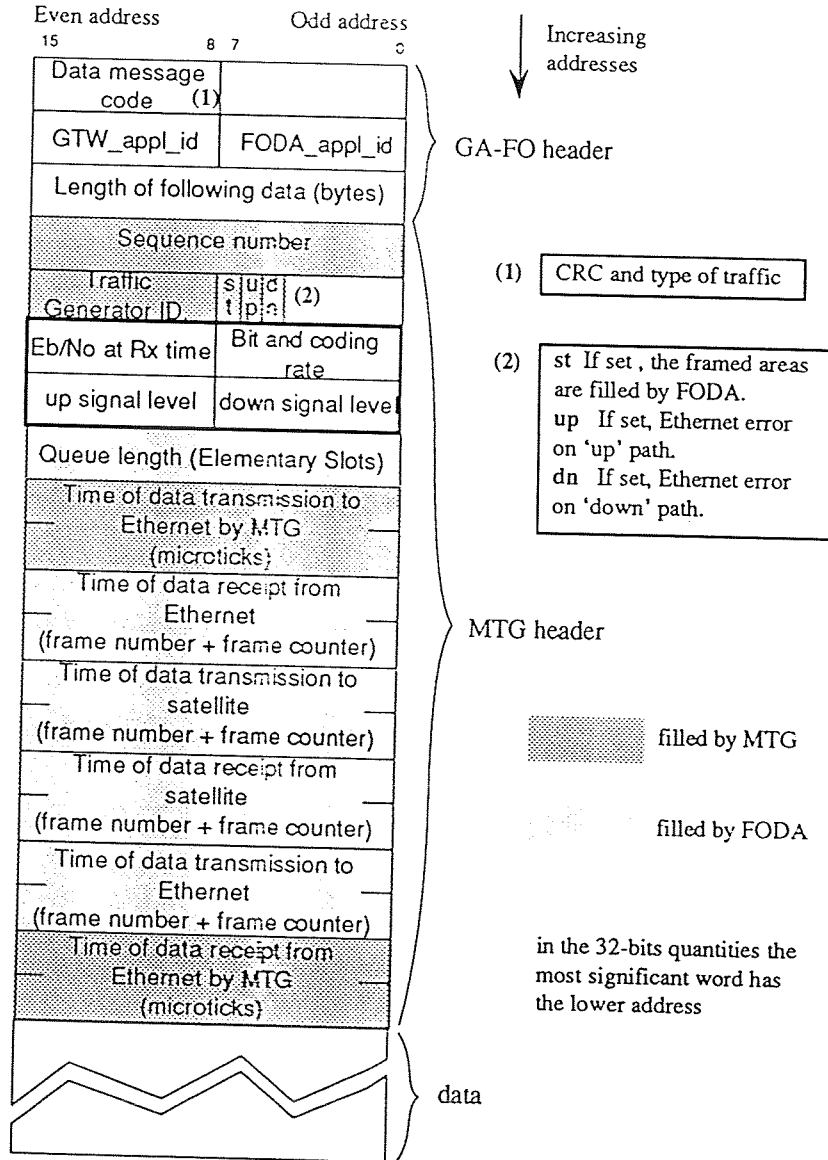 Even address Odd address
15 8 7 0
Increasing
addresses
Data message
code (1)
GTW_appl_id FODA_appl_id
GA-FO header
Length of following data (bytes)
Sequence number
Traffic
Generator ID.
st up dn (2)
Eb/No at Rx time
Bit and coding
rate
up signal level down signal level
Queue length (Elementary Slots)
Time of data transmission to
Ethernet by MTG
(microticks)
Time of data receipt from
Ethernet
(frame number + frame counter)
Time of data transmission to
satellite
(frame number + frame counter)
Time of data receipt from
satellite
(frame number + frame counter)
Time of data transmission to
Ethernet
(frame number + frame counter)
Time of data receipt from
Ethernet by MTG
(microticks)
MTG header
data
(1) CRC and type of traffic
(2) st If set , the framed areas
are filled by FODA.
up If set, Ethernet error
on 'up' path.
dn If set, Ethernet error
on 'down' path.
filled by MTG
filled by FODA
in the 32-bits quantities the
most significant word has
the lower address